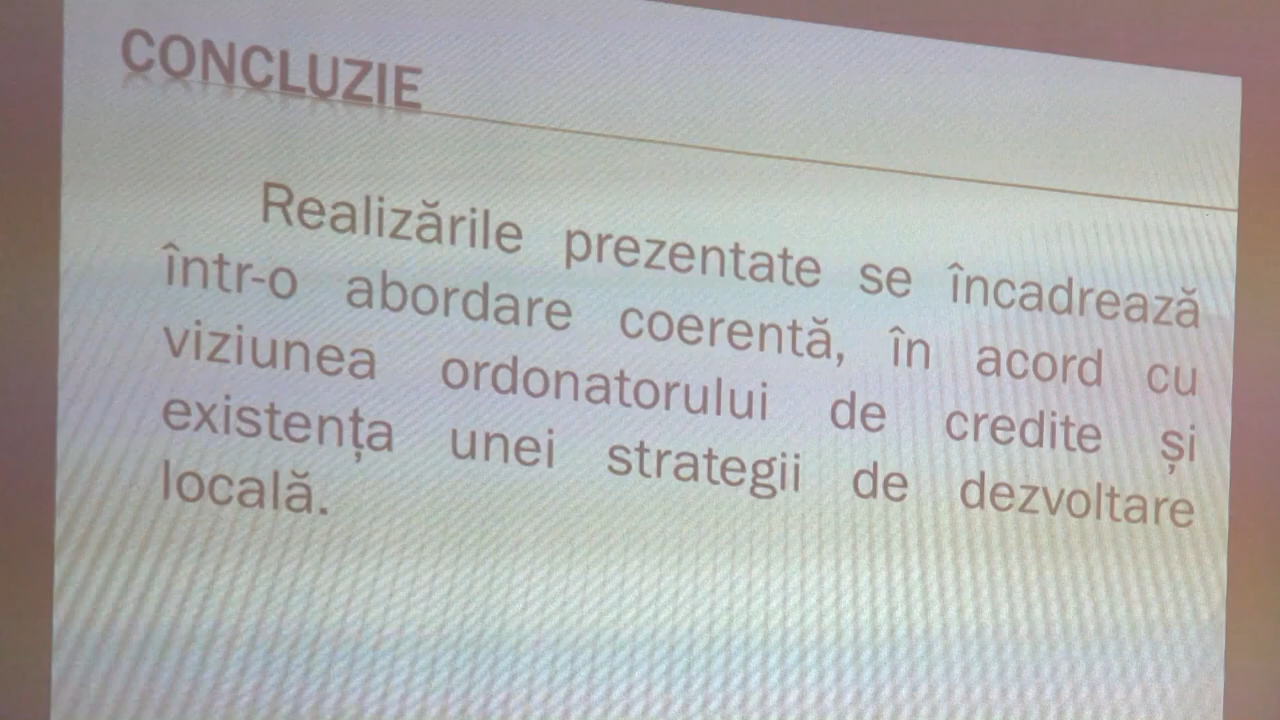 CONCLUZIE
Realizările prezentate se încadrează
într-o abordare coerentă, în acord cu
viziunea ordonatorului de credite și
existența unei strategii de dezvoltare
locală.